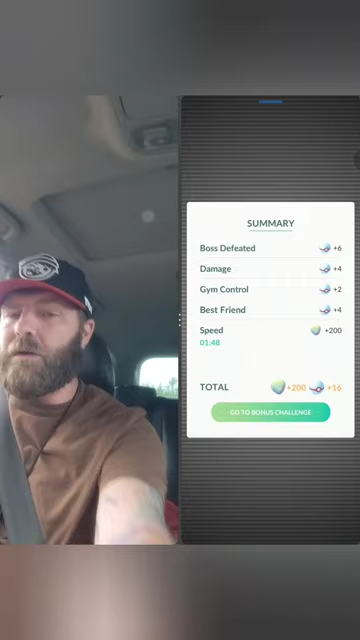 SUMMARY
Boss Defeated +6
Damage +4
Gym Control +2
Best Friend +4
Speed +200
01:48
TOTAL +200 +16
GO TO BONUS CHALLENGE